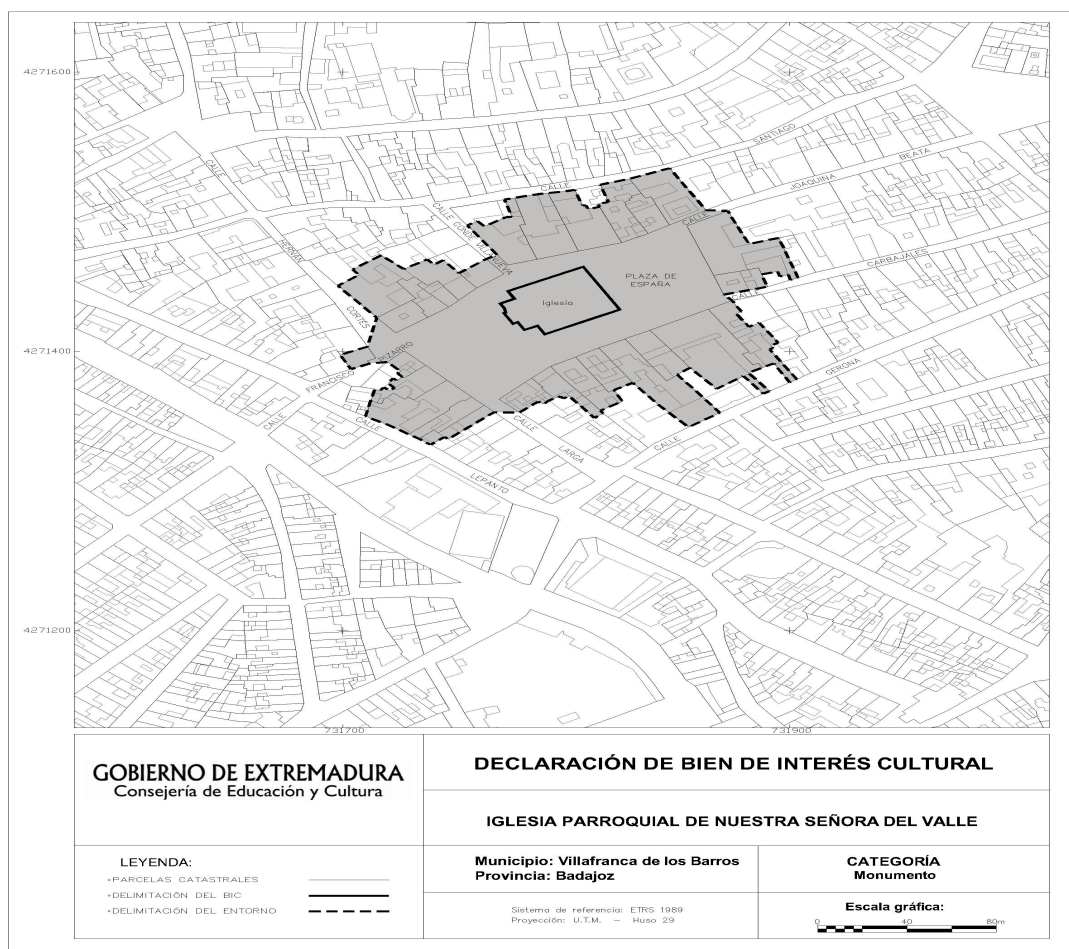 4271600
4271400
4271200
731700
731900
CALLE
SANTIAGO
CALLE
JOAQUINA
BEATA
CALLE
CARBAJALES
CALLE CONDE VILLANUEVA
CALLE
HERNÁN
CORTÉS
PLAZA DE
ESPAÑA
Iglesia
FRANCISCO
PIZARRO
CALLE
CALLE
LEPANTO
CALLE
LARGA
CALLE
GERONA
CALLE
GOBIERNO DE EXTREMADURA
Consejería de Educación y Cultura
DECLARACIÓN DE BIEN DE INTERÉS CULTURAL
IGLESIA PARROQUIAL DE NUESTRA SEÑORA DEL VALLE
LEYENDA:
*PARCELAS CATASTRALES
*DELIMITACIÓN DEL BIC
*DELIMITACIÓN DEL ENTORNO
Municipio: Villafranca de los Barros
Provincia: Badajoz
CATEGORÍA
Monumento
Sistema de referencia: ETRS 1989
Proyección: U.T.M. – Huso 29
Escala gráfica:
0 40 80m